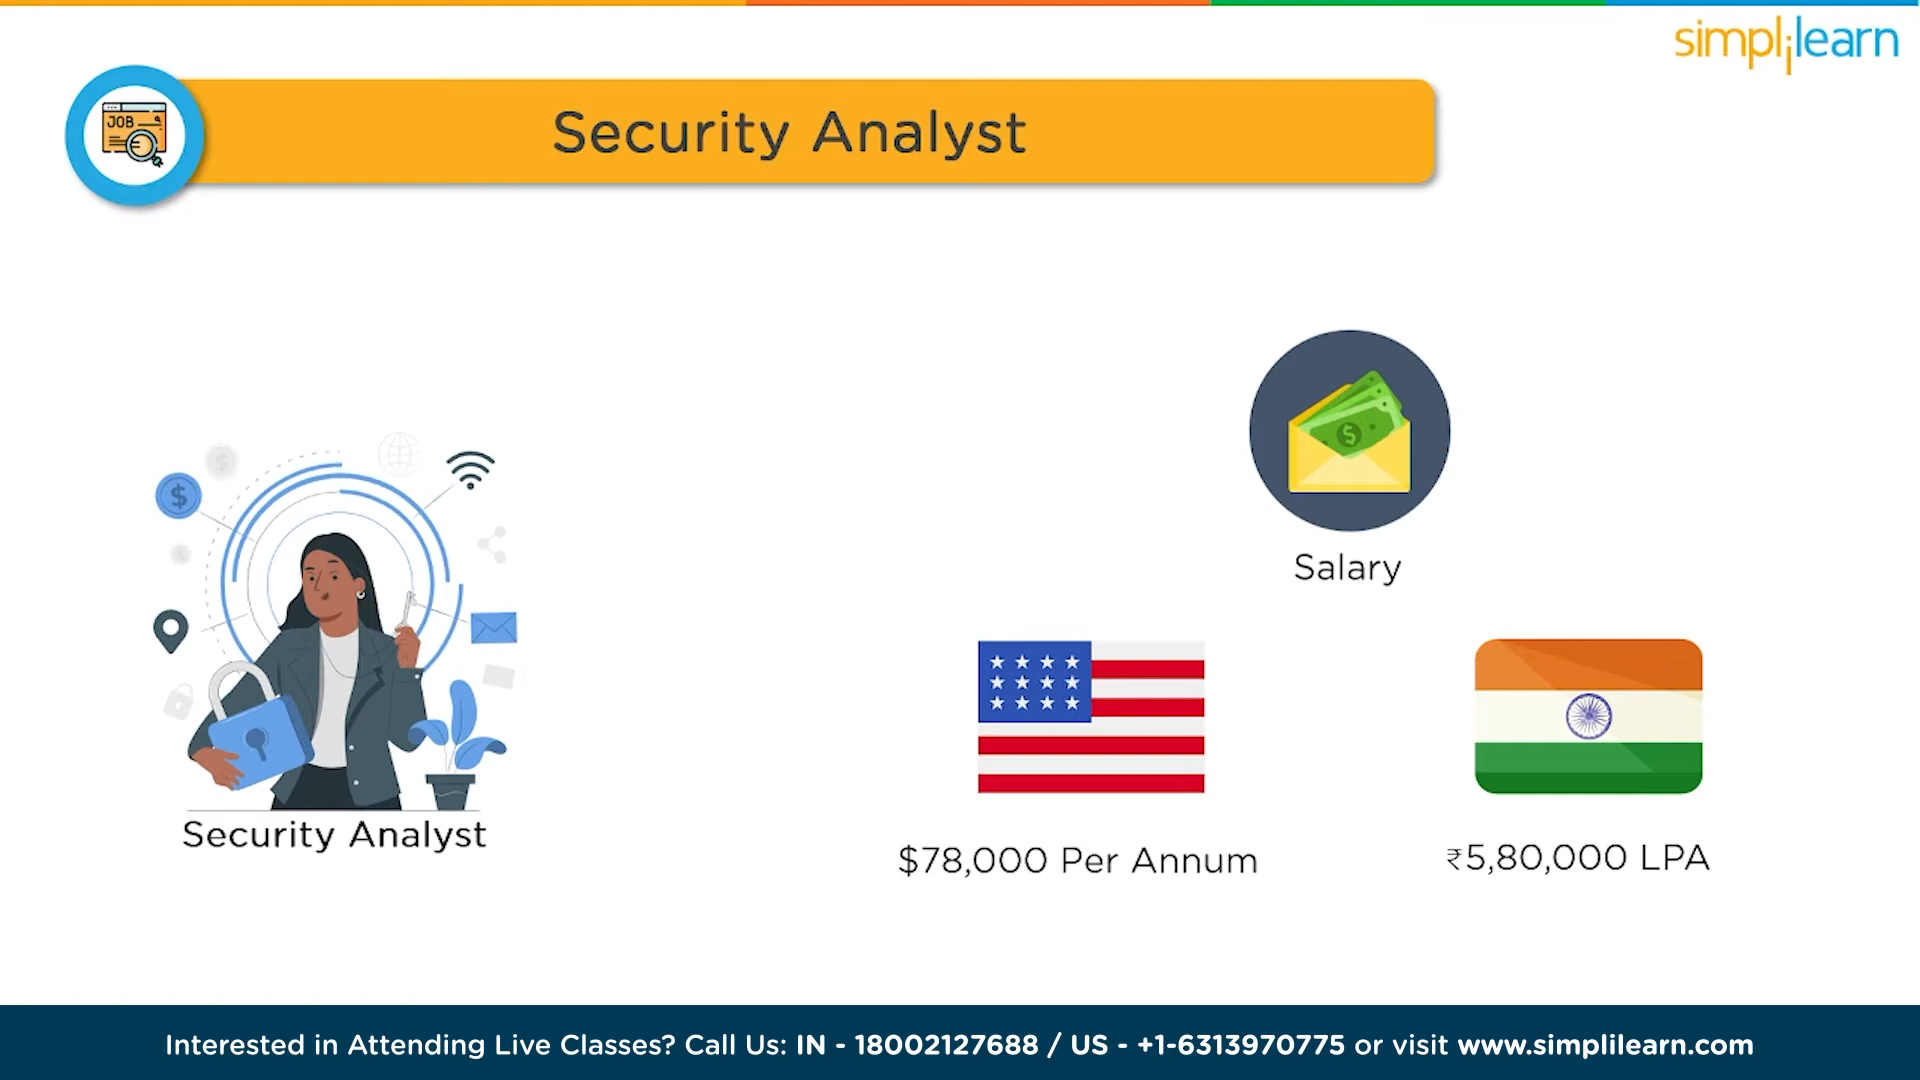 simplilearn
JOB
Security Analyst
Salary
Security Analyst
$78,000 Per Annum
₹5,80,000 LPA
Interested in Attending Live Classes? Call Us: IN - 18002127688 / US - +1-6313970775 or visit www.simplilearn.com